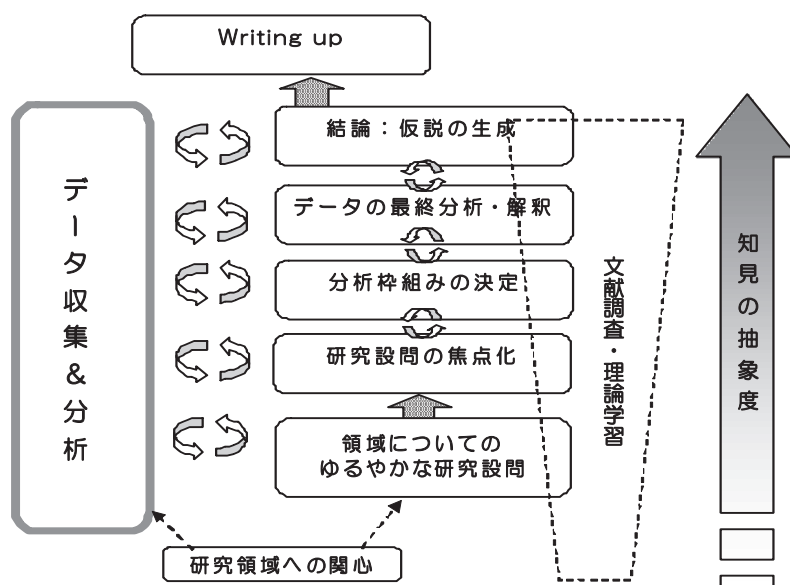 Writing up
結論：仮説の生成
データの最終分析・解釈
分析枠組みの決定
研究設問の焦点化
領域についての
ゆるやかな研究設問
研究領域への関心
データ収集&分析
文献調査・理論学習
知見の抽象度